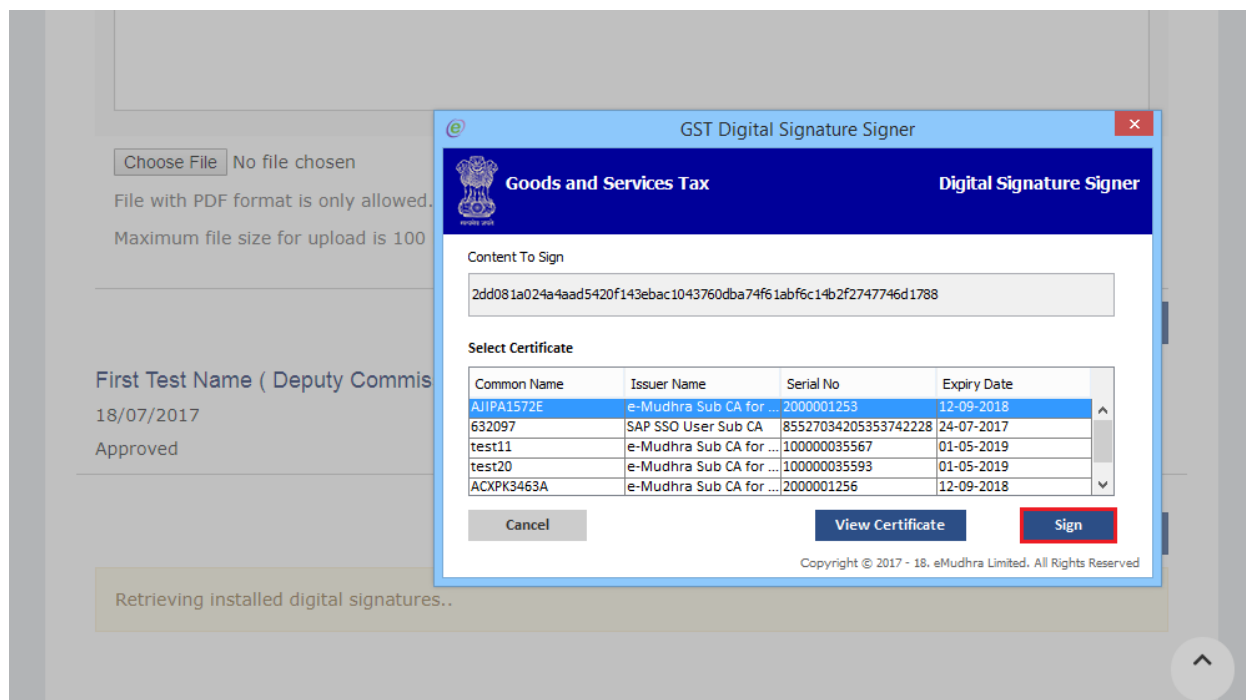 GST Digital Signature Signer
Goods and Services Tax
Digital Signature Signer
सत्यमेव जयते
Content To Sign
2dd081a024a4aad5420f143ebac1043760dba74f61abf6c14b2f2747746d1788
Select Certificate
Common Name Issuer Name Serial No Expiry Date
AJIPA1572E e-Mudhra Sub CA for ... 2000001253 12-09-2018
632097 SAP SSO User Sub CA 85527034205353742228 24-07-2017
test11 e-Mudhra Sub CA for ... 100000035567 01-05-2019
test20 e-Mudhra Sub CA for ... 100000035593 01-05-2019
ACXPK3463A e-Mudhra Sub CA for ... 2000001256 12-09-2018
Cancel View Certificate Sign
Copyright © 2017 - 18. eMudhra Limited. All Rights Reserved
Choose File No file chosen
File with PDF format is only allowed.
Maximum file size for upload is 100
First Test Name ( Deputy Commis
18/07/2017
Approved
Retrieving installed digital signatures..